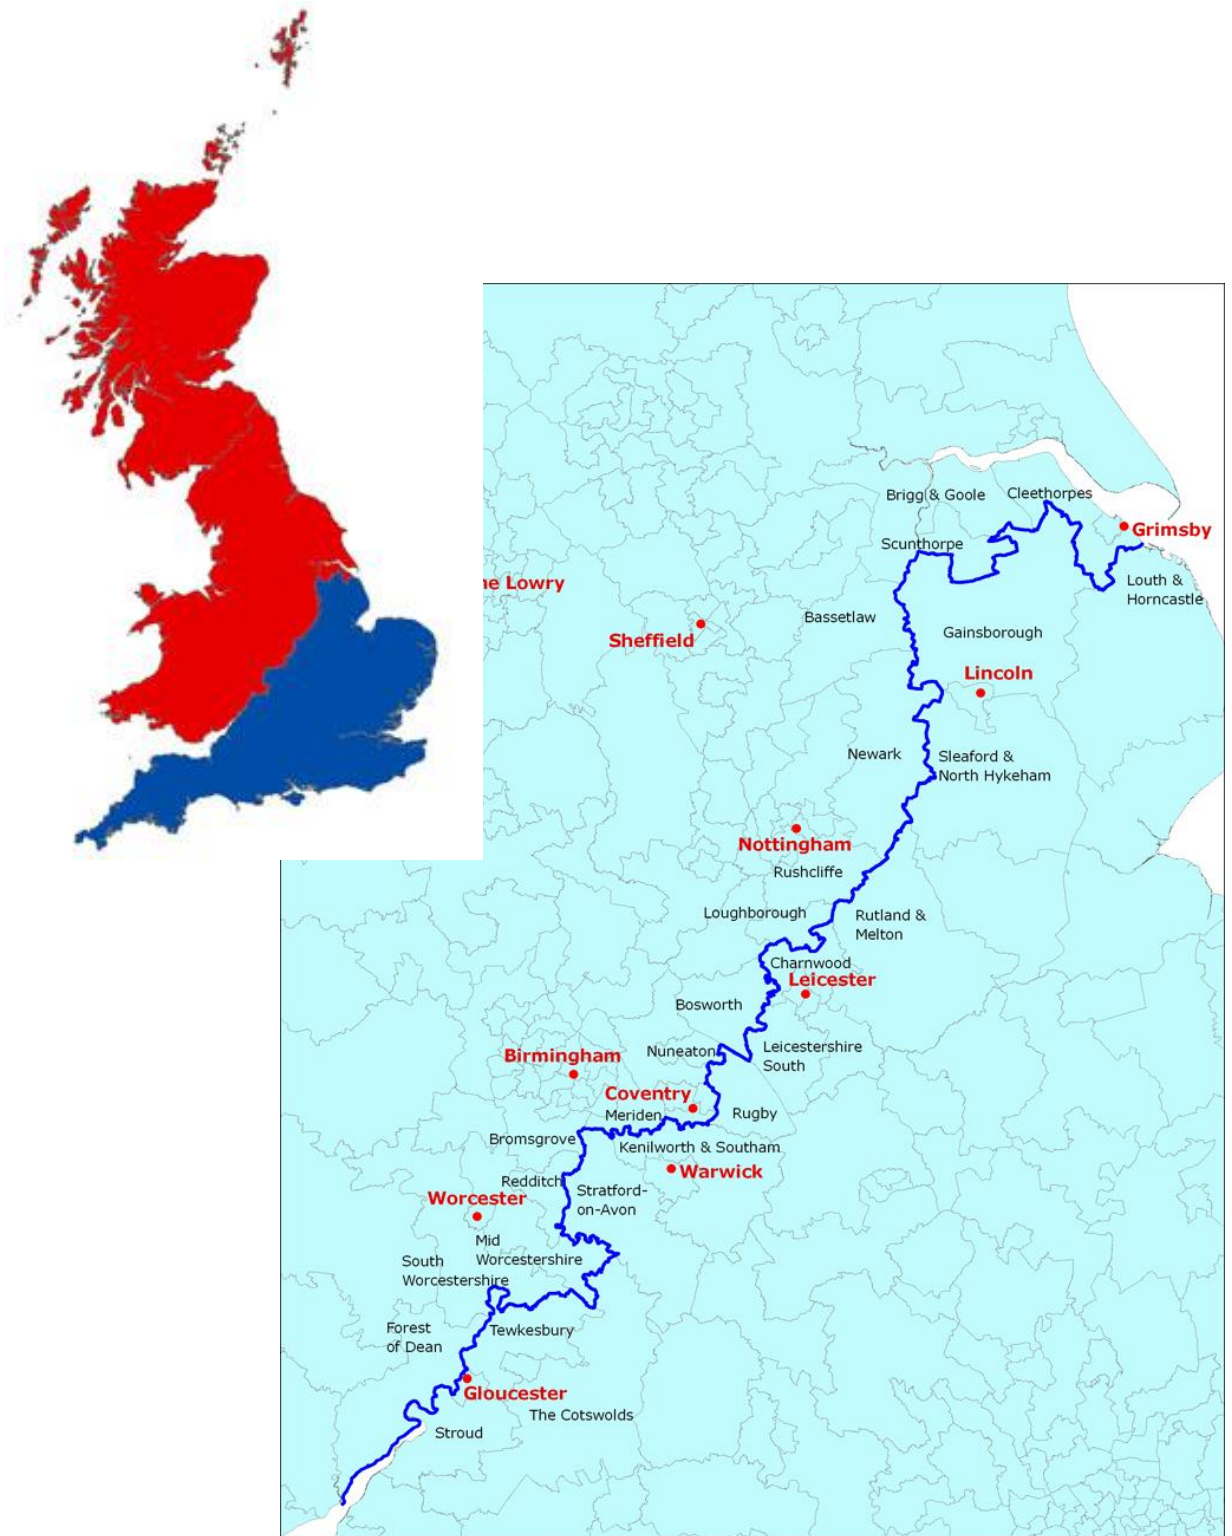 Brigg & Goole
Cleethorpes
Grimsby
Scunthorpe
he Lowry
Louth &
Horncastle
Bassetlaw
Sheffield
Gainsborough
Lincoln
Newark
Sleaford &
North Hykeham
Nottingham
Rushcliffe
Loughborough
Rutland &
Melton
Charnwood
Leicester
Bosworth
Birmingham
Nuneaton
Leicestershire
South
Coventry
Meriden
Rugby
Bromsgrove
Kenilworth & Southam
Warwick
Redditch
Stratford-
on-Avon
Worcester
Mid
Worcestershire
South
Worcestershire
Forest
of Dean
Tewkesbury
Gloucester
The Cotswolds
Stroud